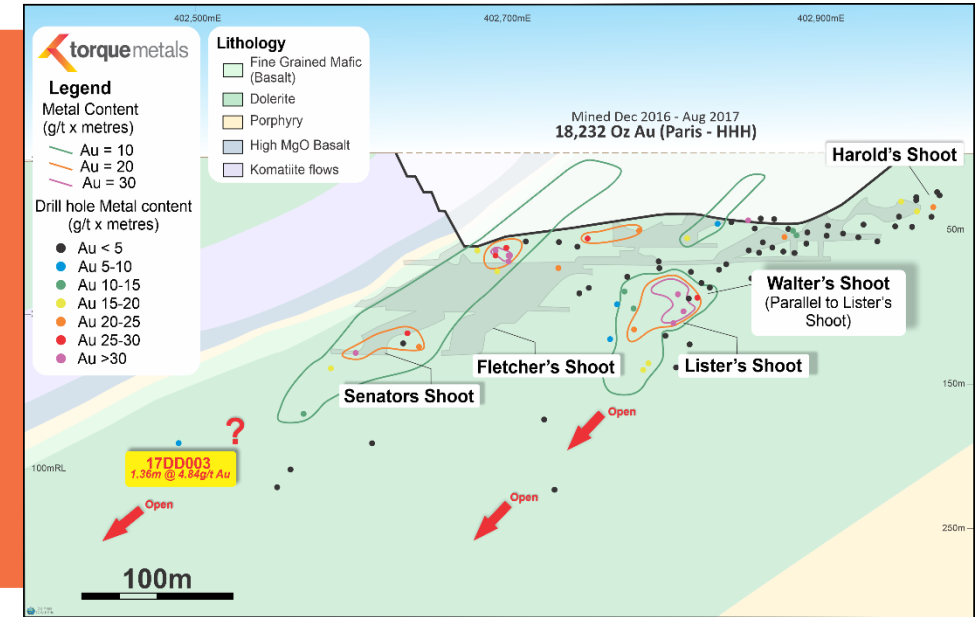 402,500mE
402,700mE
402,900mE
torquemetals
Legend
Metal Content
(g/t x metres)
Au = 10
Au = 20
Au = 30
Drill hole Metal content
(g/t x metres)
Au < 5
Au 5-10
Au 10-15
Au 15-20
Au 20-25
Au 25-30
Au >30
Lithology
Fine Grained Mafic
(Basalt)
Dolerite
Porphyry
High MgO Basalt
Komatiite flows
Mined Dec 2016 - Aug 2017
18,232 Oz Au (Paris - HHH)
Harold's Shoot
50m
Walter's Shoot
(Parallel to Lister's
Shoot)
Fletcher's Shoot
Lister's Shoot
Senators Shoot
150m
Open
?
17DD003
1.36m @ 4.84g/t Au
100mRL
Open
Open
250m
100m